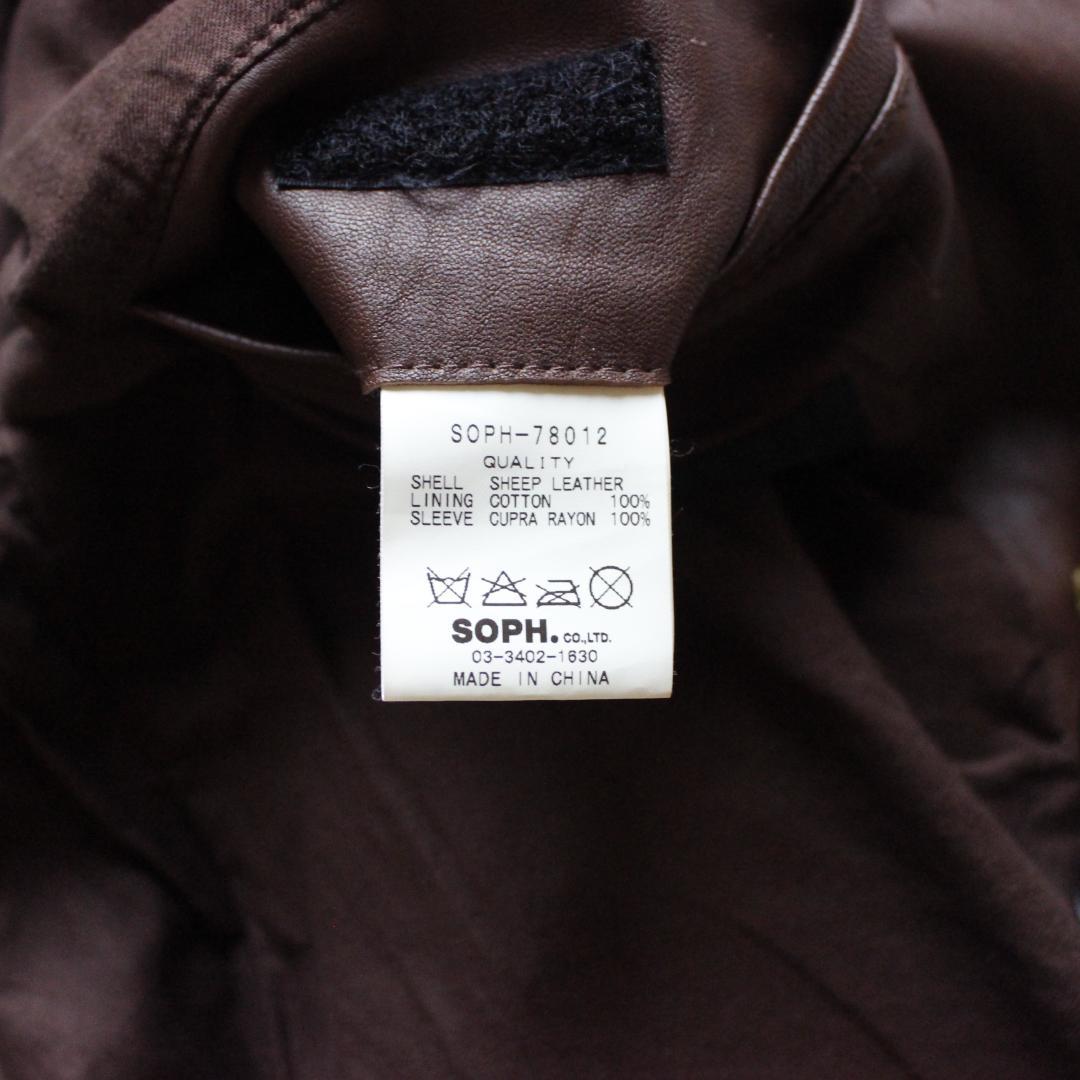 SOPH-78012
QUALITY
SHELL SHEEP LEATHER
LINING COTTON 100%
SLEEVE CUPRA RAYON 100%
SOPH. CO.,LTD.
03-3402-1630
MADE IN CHINA